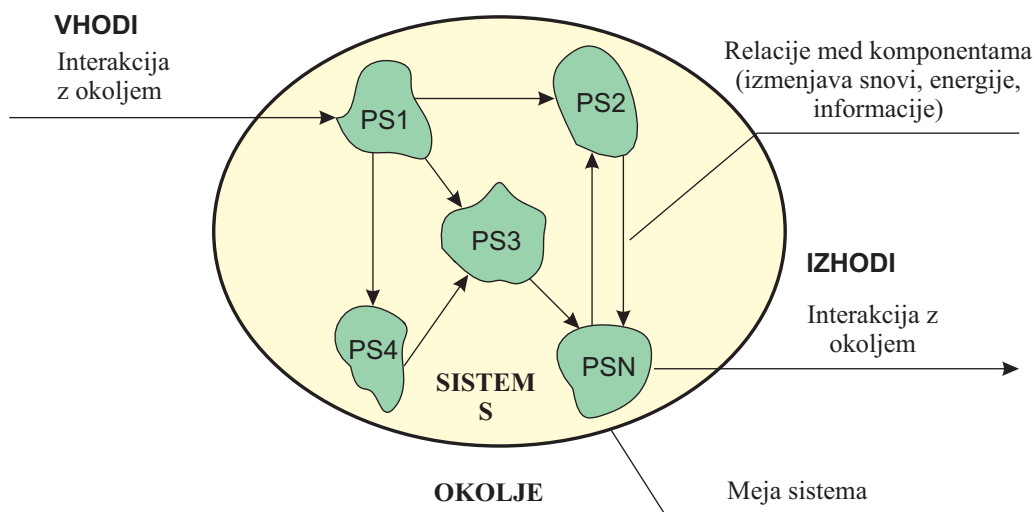 VHODI
Interakcija
z okoljem
Relacije med komponentama
(izmenjava snovi, energije,
informacije)
PS1
PS2
PS3
PS4
PSN
SISTEM
S
IZHODI
Interakcija z
okoljem
OKOLJE
Meja sistema